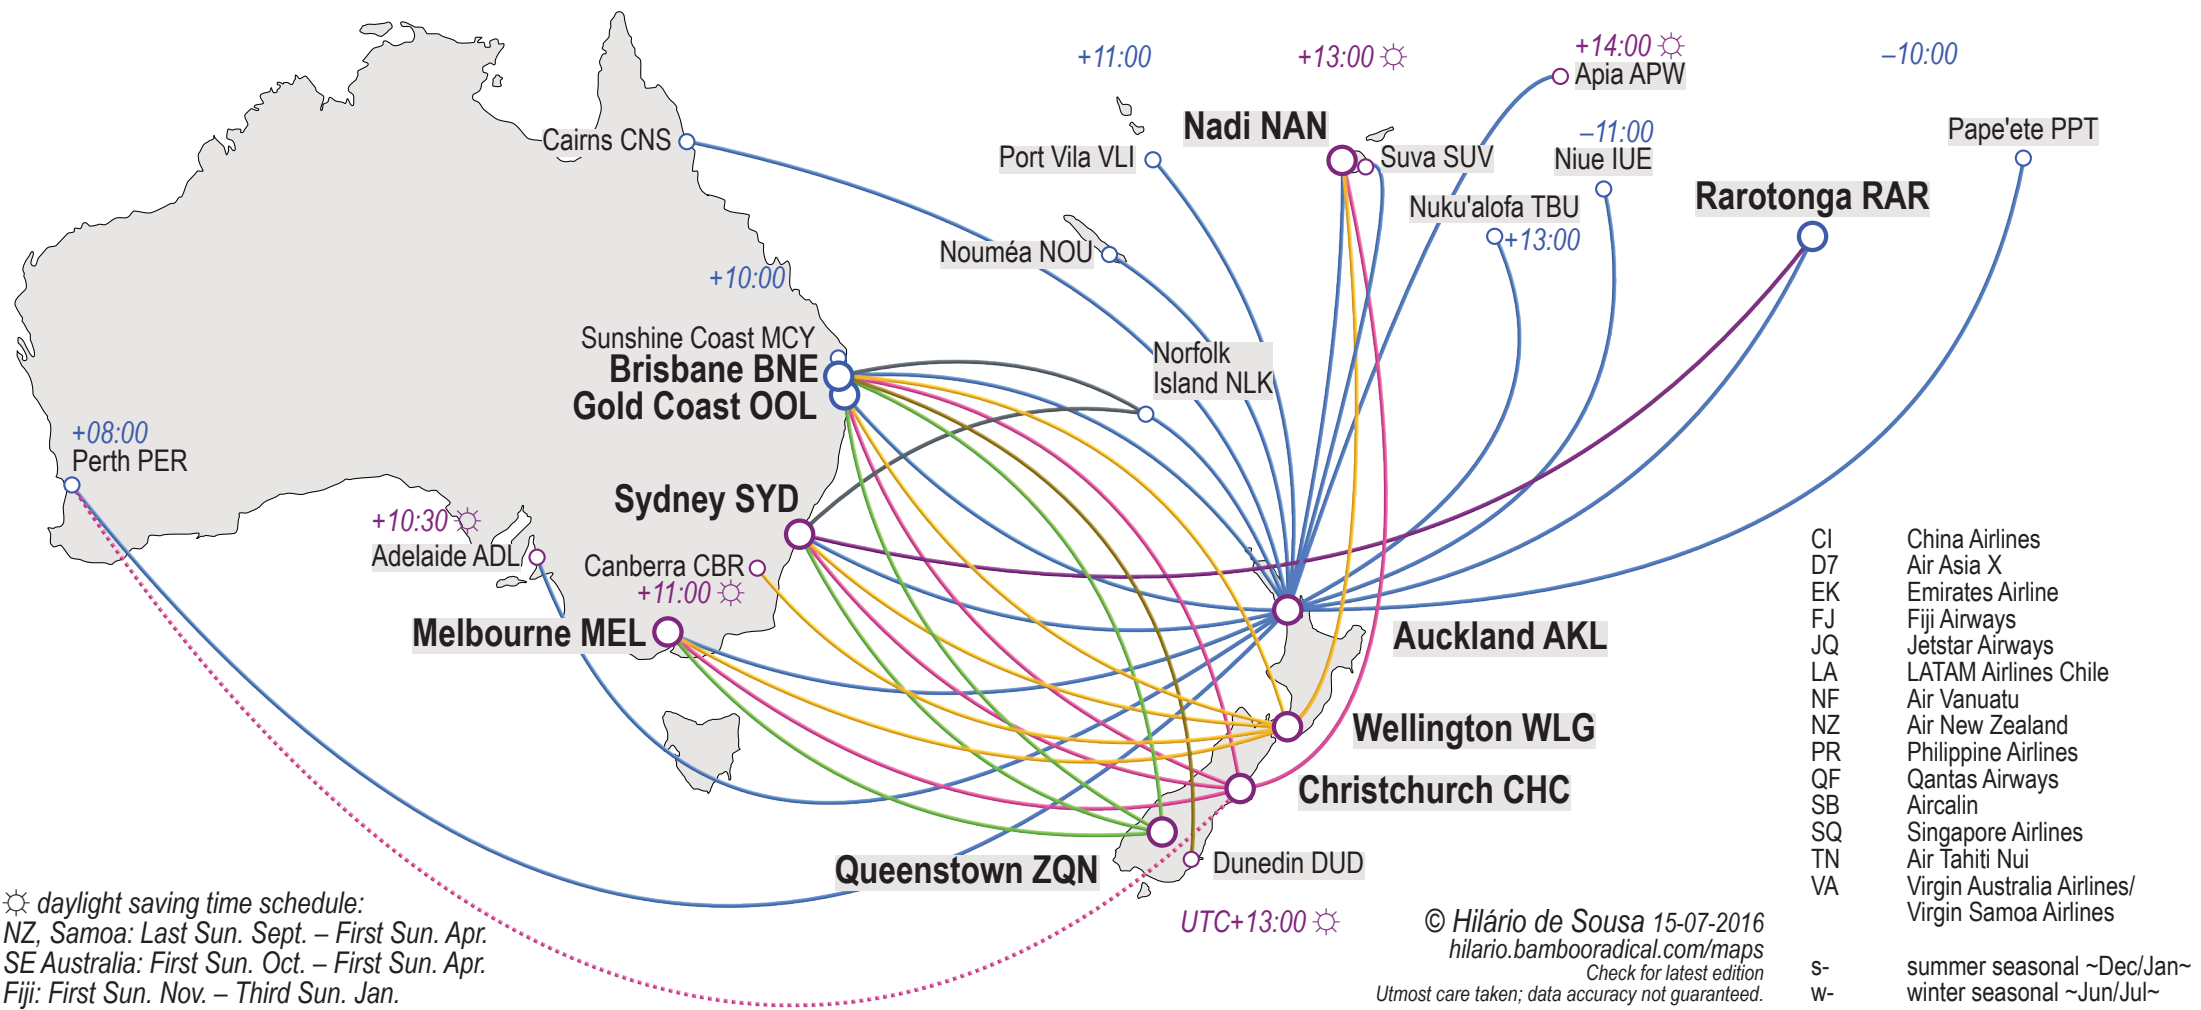 +11:00
+13:00 ☼
+14:00 ☼
Apia APW
–10:00
Nadi NAN
Suva SUV
–11:00
Niue IUE
Pape'ete PPT
Cairns CNS
Port Vila VLI
Nuku'alofa TBU
+13:00
Rarotonga RAR
Nouméa NOU
+10:00
Sunshine Coast MCY
Brisbane BNE
Gold Coast OOL
Norfolk
Island NLK
+08:00
Perth PER
Sydney SYD
+10:30 ☼
Adelaide ADL
Canberra CBR
+11:00 ☼
Melbourne MEL
Auckland AKL
Wellington WLG
Christchurch CHC
Queenstown ZQN
Dunedin DUD
UTC+13:00 ☼
CI China Airlines
D7 Air Asia X
EK Emirates Airline
FJ Fiji Airways
JQ Jetstar Airways
LA LATAM Airlines Chile
NF Air Vanuatu
NZ Air New Zealand
PR Philippine Airlines
QF Qantas Airways
SB Aircalin
SQ Singapore Airlines
TN Air Tahiti Nui
VA Virgin Australia Airlines/
Virgin Samoa Airlines
s- summer seasonal ~Dec/Jan~
w- winter seasonal ~Jun/Jul~
☼ daylight saving time schedule:
NZ, Samoa: Last Sun. Sept. – First Sun. Apr.
SE Australia: First Sun. Oct. – First Sun. Apr.
Fiji: First Sun. Nov. – Third Sun. Jan.
© Hilário de Sousa 15-07-2016
hilario.bambooradical.com/maps
Check for latest edition
Utmost care taken; data accuracy not guaranteed.